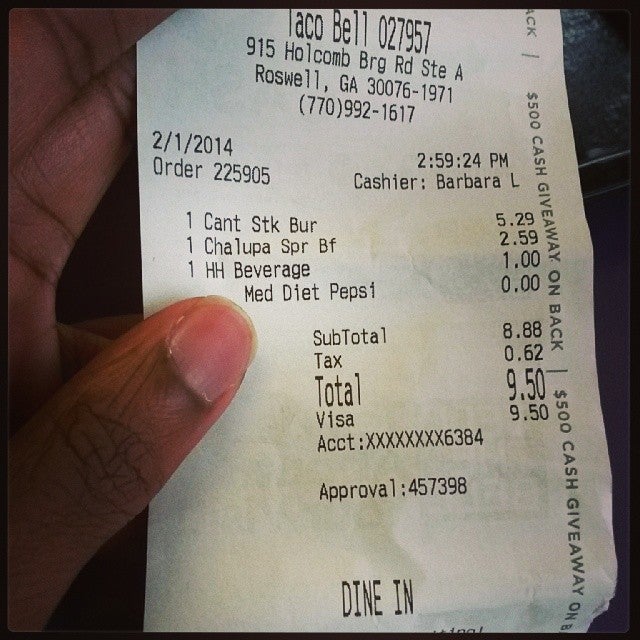 Taco Bell 027957
915 Holcomb Brg Rd Ste A
Roswell, GA 30076-1971
(770)992-1617
2/1/2014 2:59:24 PM
Order 225905 Cashier: Barbara L
1 Cant Stk Bur 5.29
1 Chalupa Spr Bf 2.59
1 HH Beverage 1.00
Med Diet Pepsi 0.00
SubTotal 8.88
Tax 0.62
Total 9.50
Visa 9.50
Acct:XXXXXXXX6384
Approval:457398
DINE IN
ACK | $500 CASH GIVEAWAY ON BACK | $500 CASH GIVEAWAY ON B